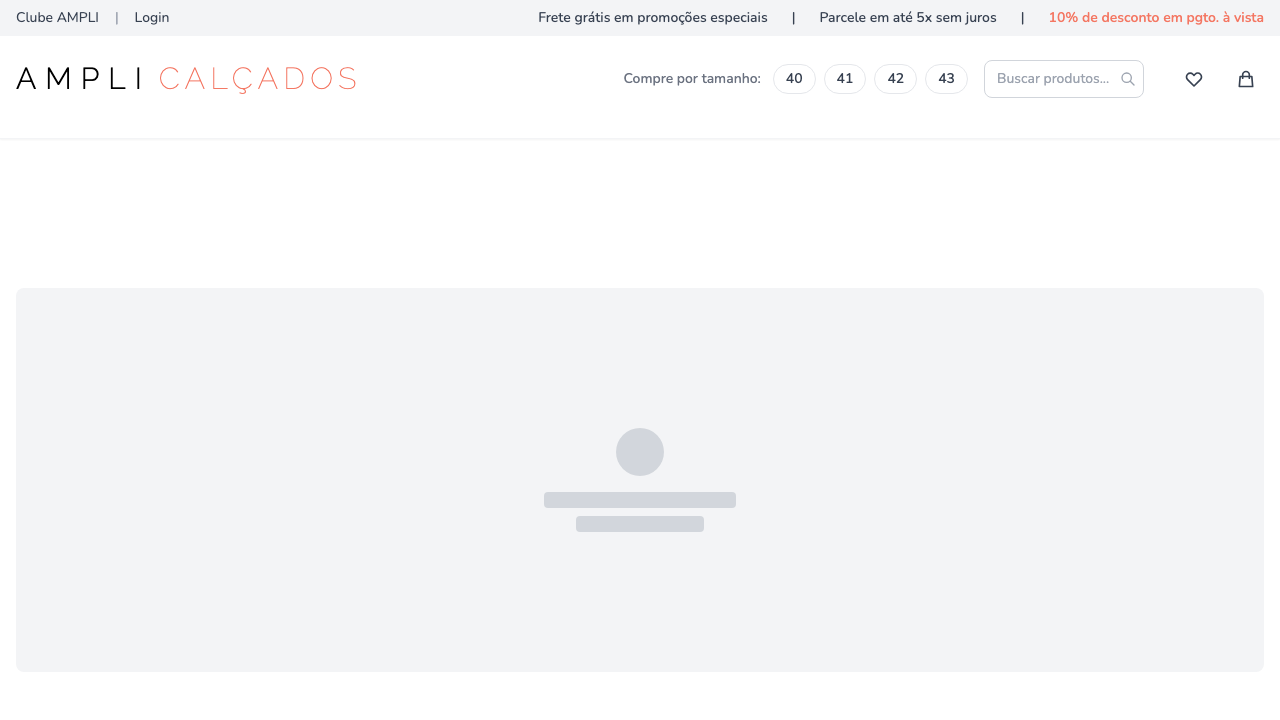 Clube AMPLI | Login
Frete grátis em promoções especiais | Parcele em até 5x sem juros | 10% de desconto em pgto. à vista
AMPLI CALÇADOS
Compre por tamanho: 40 41 42 43
Buscar produtos...